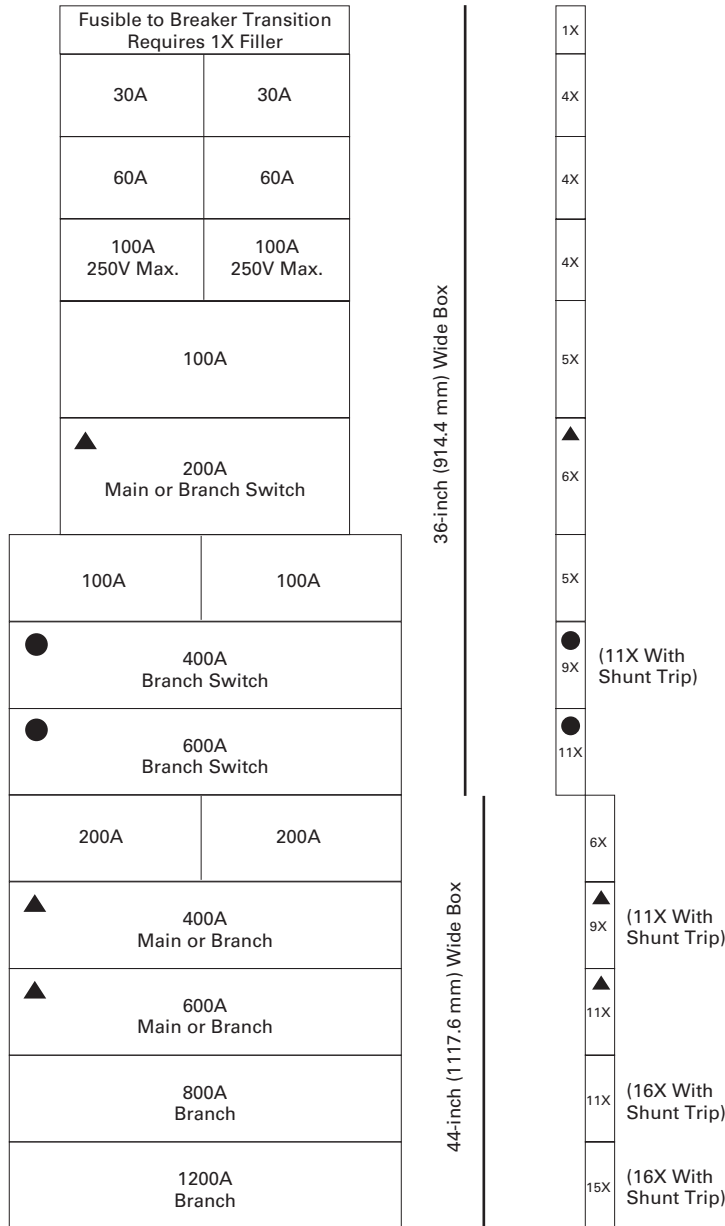 Fusible to Breaker Transition
Requires 1X Filler
1X
30A 30A
4X
60A 60A
4X
100A 100A
250V Max. 250V Max.
4X
100A
5X
200A
Main or Branch Switch
6X
36-inch (914.4 mm) Wide Box
100A 100A
5X
400A
Branch Switch
9X
(11X With
Shunt Trip)
600A
Branch Switch
11X
200A 200A
6X
400A
Main or Branch
9X
(11X With
Shunt Trip)
600A
Main or Branch
11X
44-inch (1117.6 mm) Wide Box
800A
Branch
11X
(16X With
Shunt Trip)
1200A
Branch
15X
(16X With
Shunt Trip)